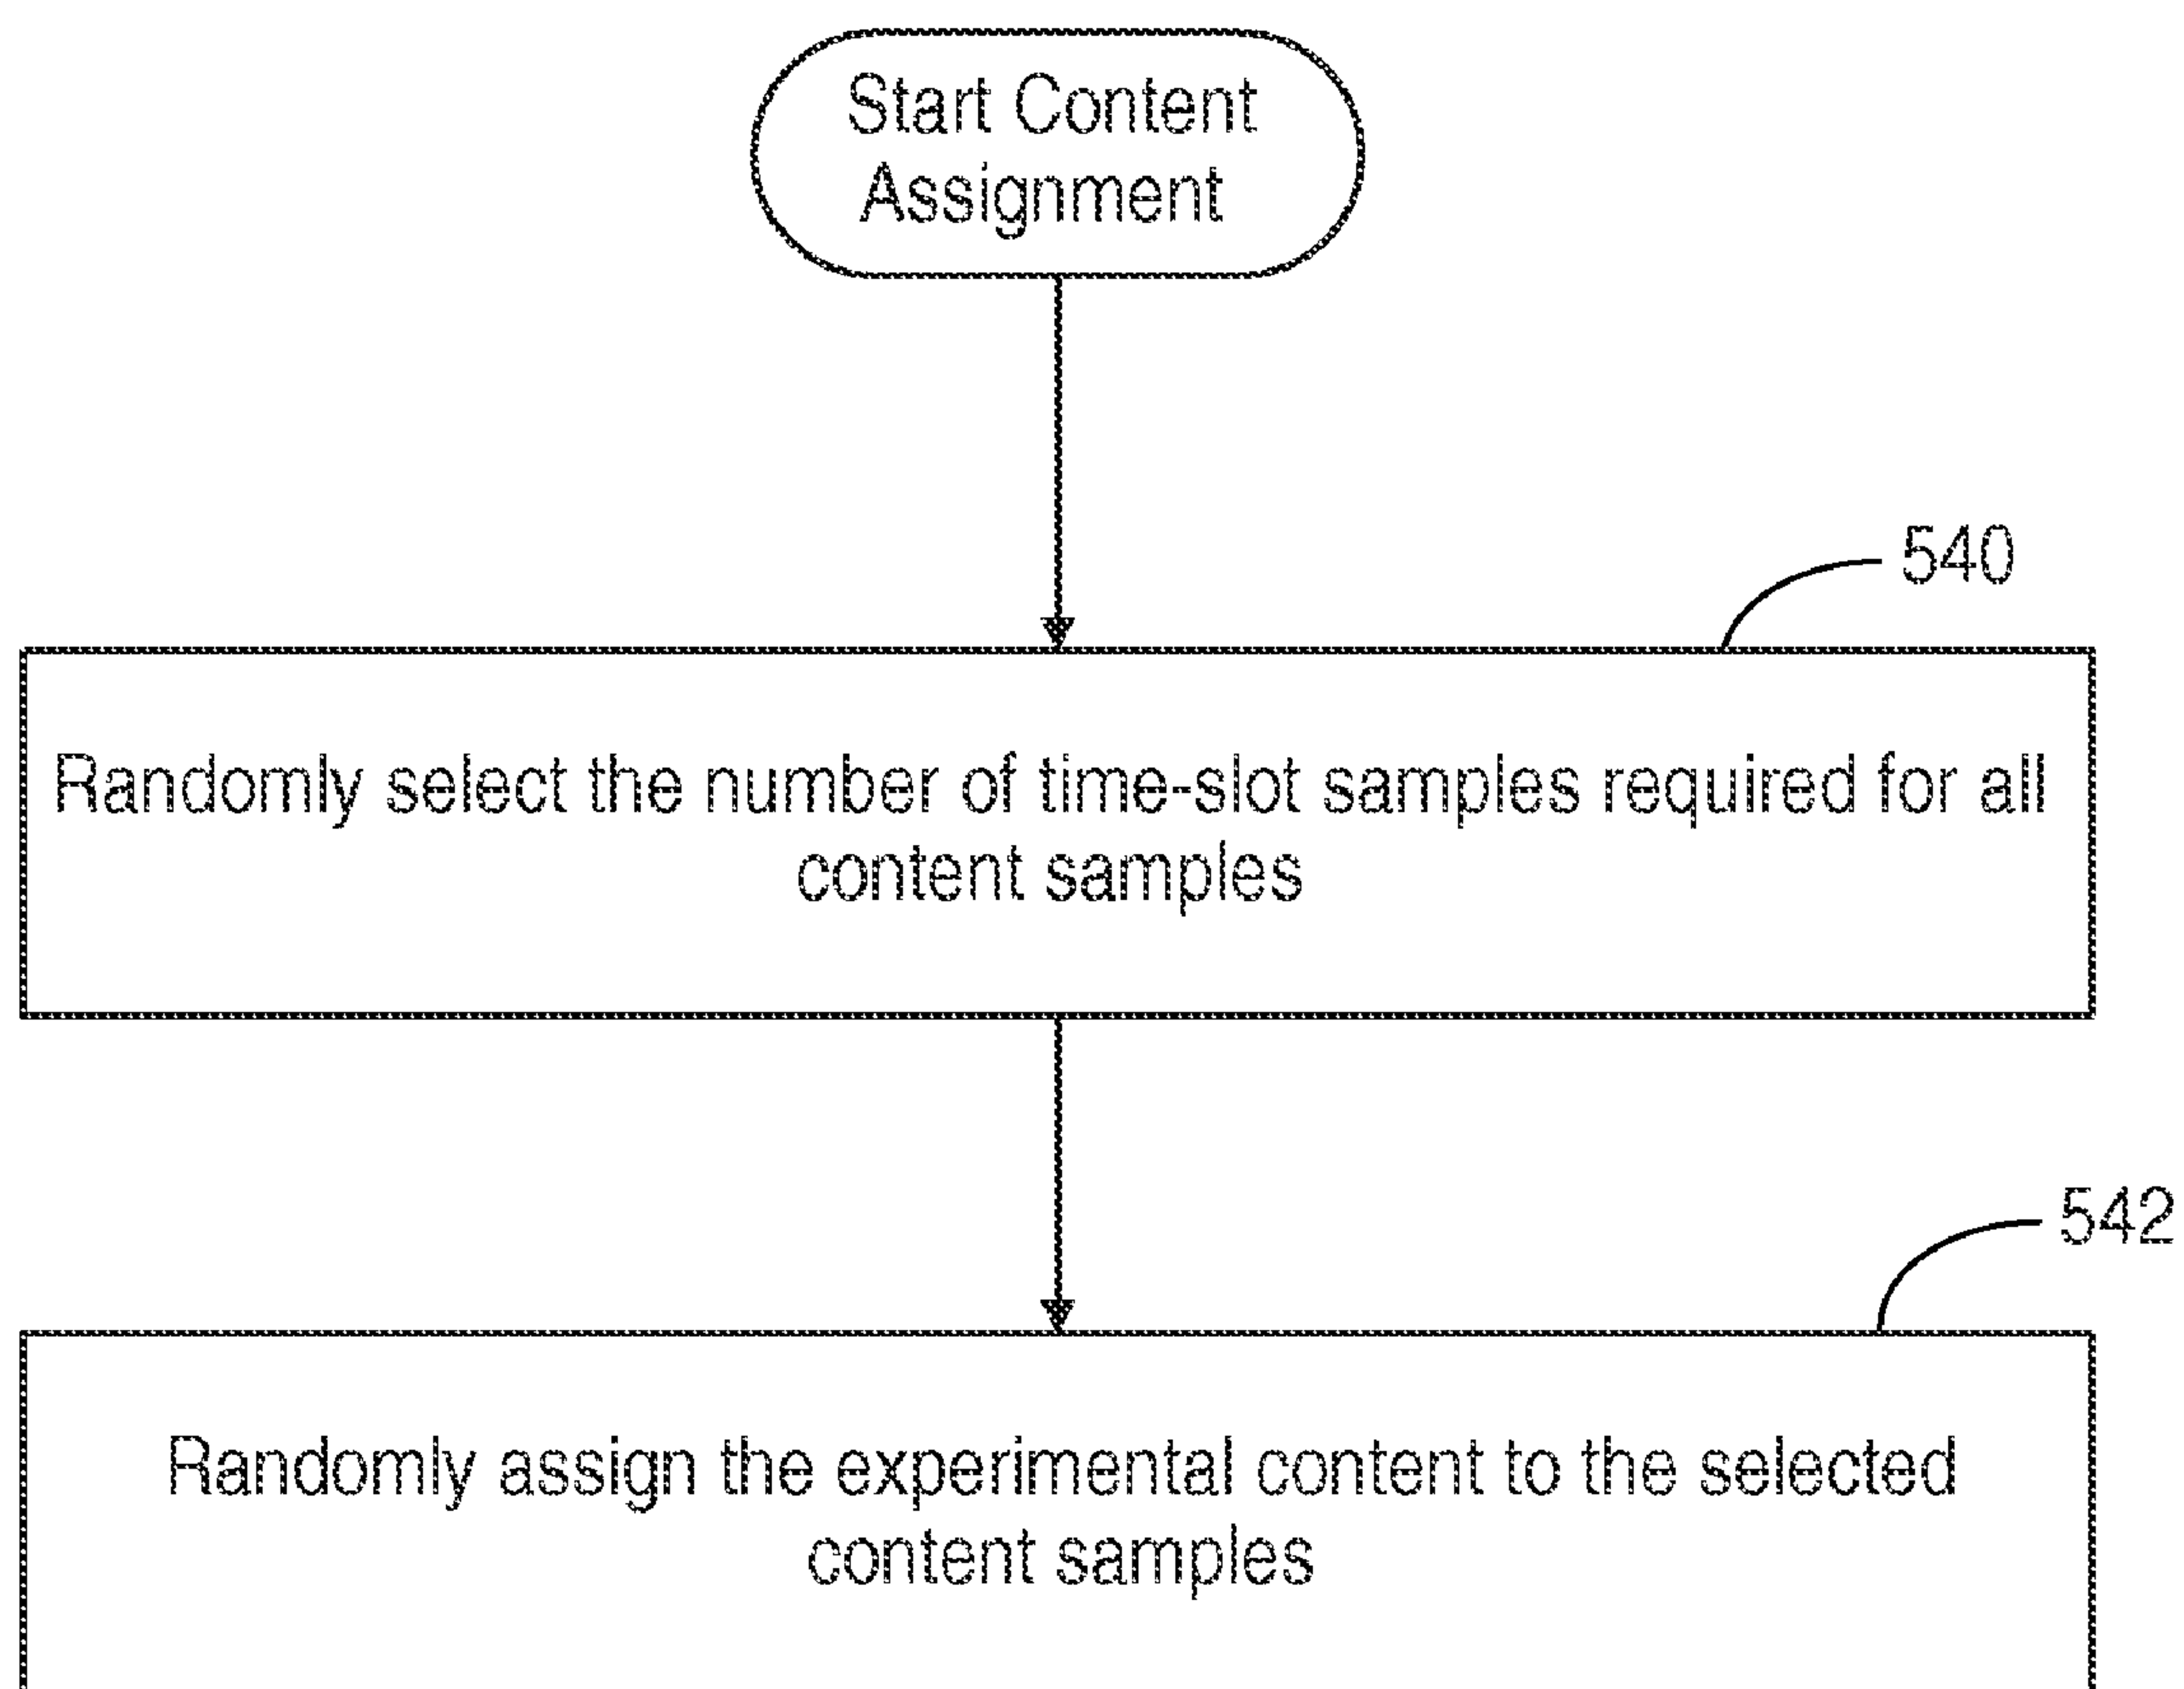 Start Content
Assignment
540
Randomly select the number of time-slot samples required for all
content samples
542
Randomly assign the experimental content to the selected
content samples